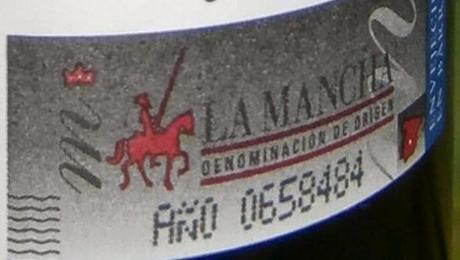 m
LA MANCHA
DENOMINACIÓN DE ORIGEN
AÑO 0658484